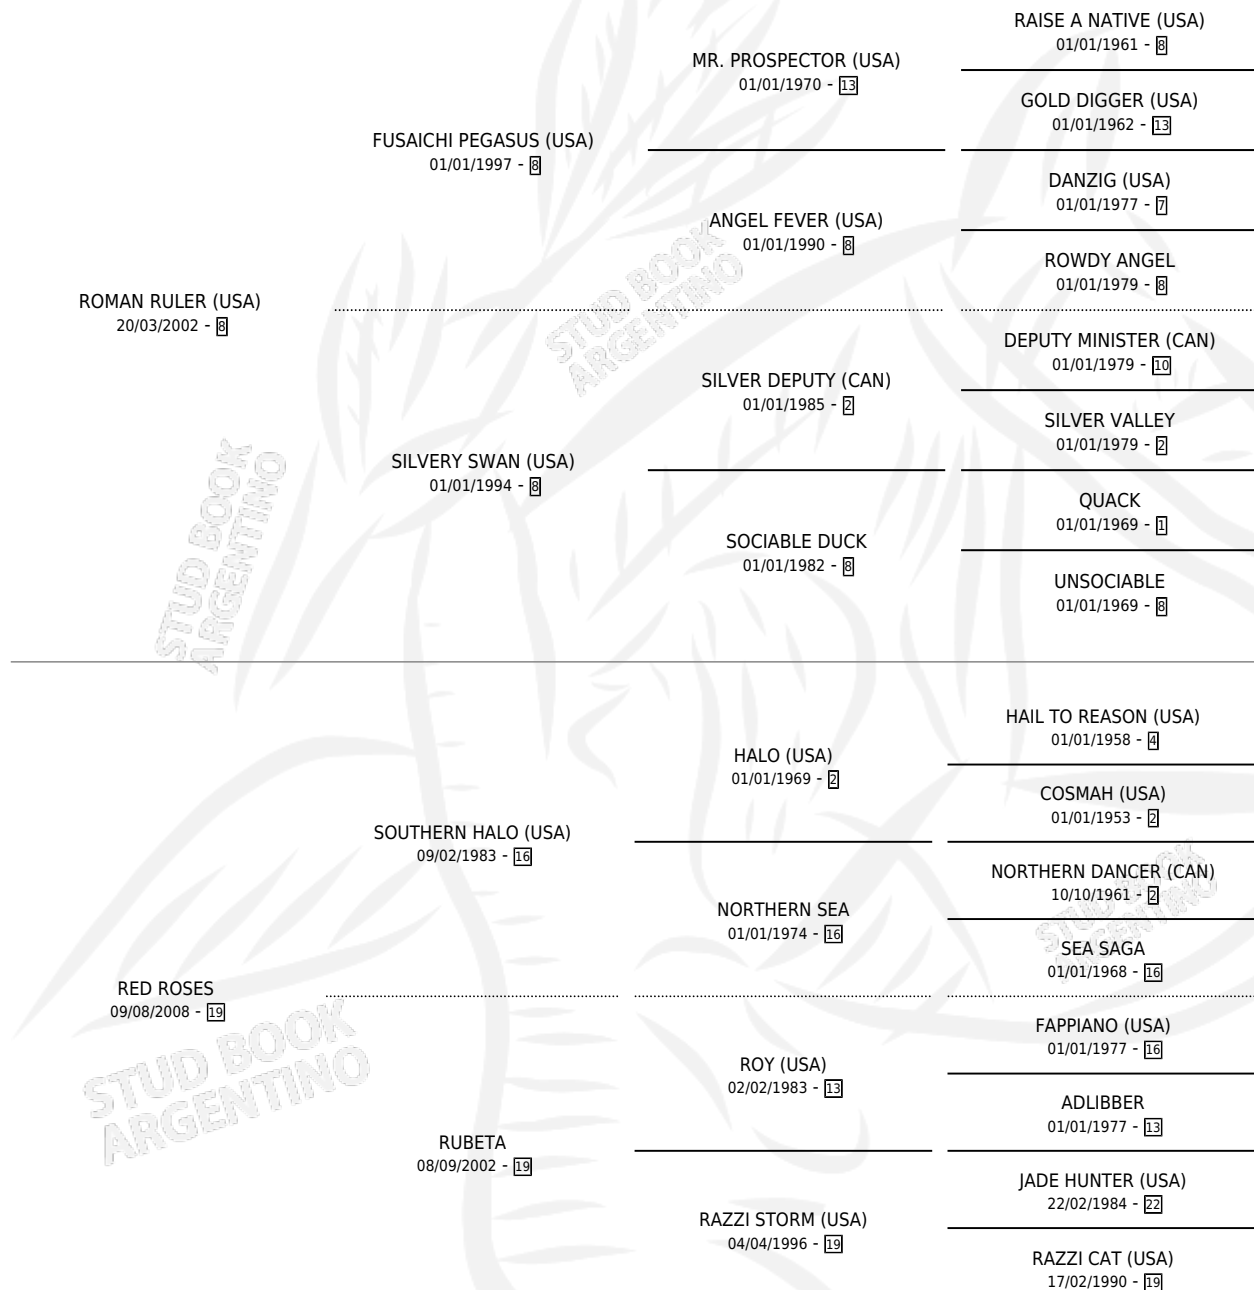 RAISE A NATIVE (USA)
01/01/1961 - 8
MR. PROSPECTOR (USA)
01/01/1970 - 13
GOLD DIGGER (USA)
01/01/1962 - 13
FUSAICHI PEGASUS (USA)
01/01/1997 - 8
DANZIG (USA)
01/01/1977 - 7
ANGEL FEVER (USA)
01/01/1990 - 8
ROWDY ANGEL
01/01/1979 - 8
ROMAN RULER (USA)
20/03/2002 - 8
DEPUTY MINISTER (CAN)
01/01/1979 - 10
SILVER DEPUTY (CAN)
01/01/1985 - 2
SILVER VALLEY
01/01/1979 - 2
SILVERY SWAN (USA)
01/01/1994 - 8
QUACK
01/01/1969 - 1
SOCIABLE DUCK
01/01/1982 - 8
UNSOCIABLE
01/01/1969 - 8
STUD BOOK
ARGENTINO
STUD BOOK
ARGENTINO
HAIL TO REASON (USA)
01/01/1958 - 4
HALO (USA)
01/01/1969 - 2
COSMAH (USA)
01/01/1953 - 2
SOUTHERN HALO (USA)
09/02/1983 - 16
NORTHERN DANCER (CAN)
10/10/1961 - 2
NORTHERN SEA
01/01/1974 - 16
SEA SAGA
01/01/1968 - 16
RED ROSES
09/08/2008 - 19
FAPPIANO (USA)
01/01/1977 - 16
ROY (USA)
02/02/1983 - 13
ADLIBBER
01/01/1977 - 13
RUBETA
08/09/2002 - 19
JADE HUNTER (USA)
22/02/1984 - 22
RAZZI STORM (USA)
04/04/1996 - 19
RAZZI CAT (USA)
17/02/1990 - 19
STUD BOOK
ARGENTINO
STUD BOOK
ARGENTINO